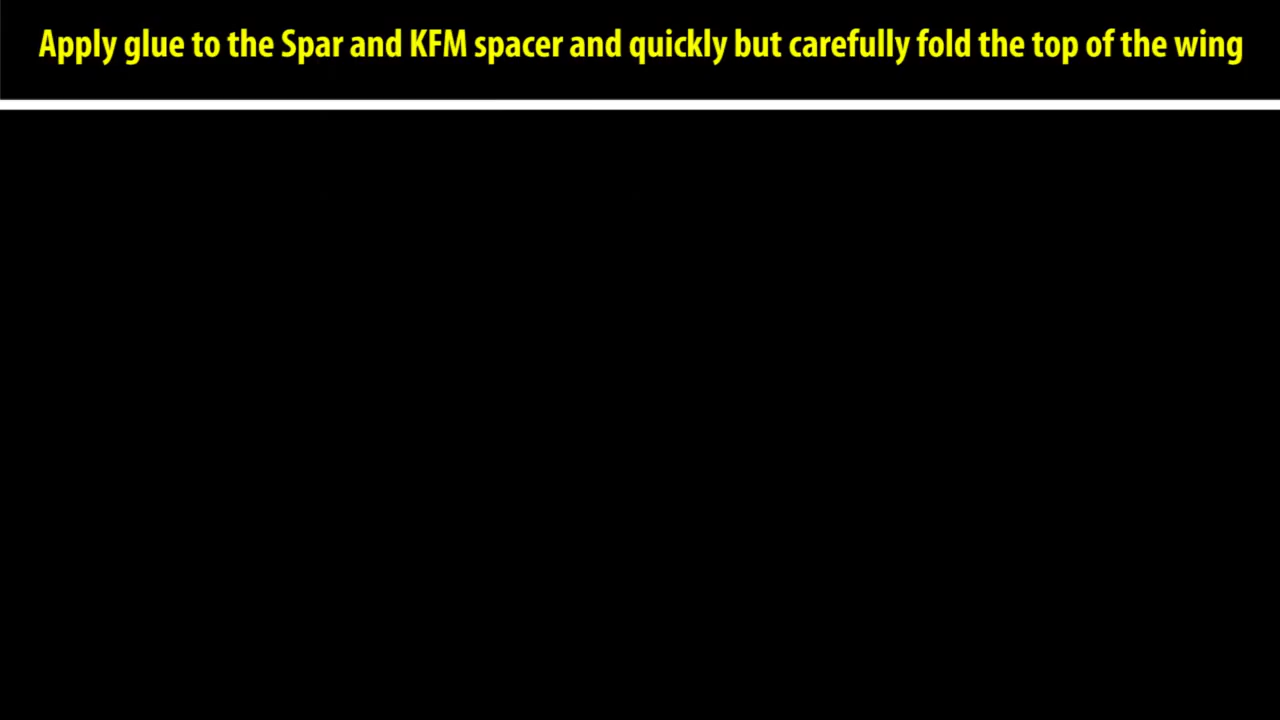 Apply glue to the Spar and KFM spacer and quickly but carefully fold the top of the wing